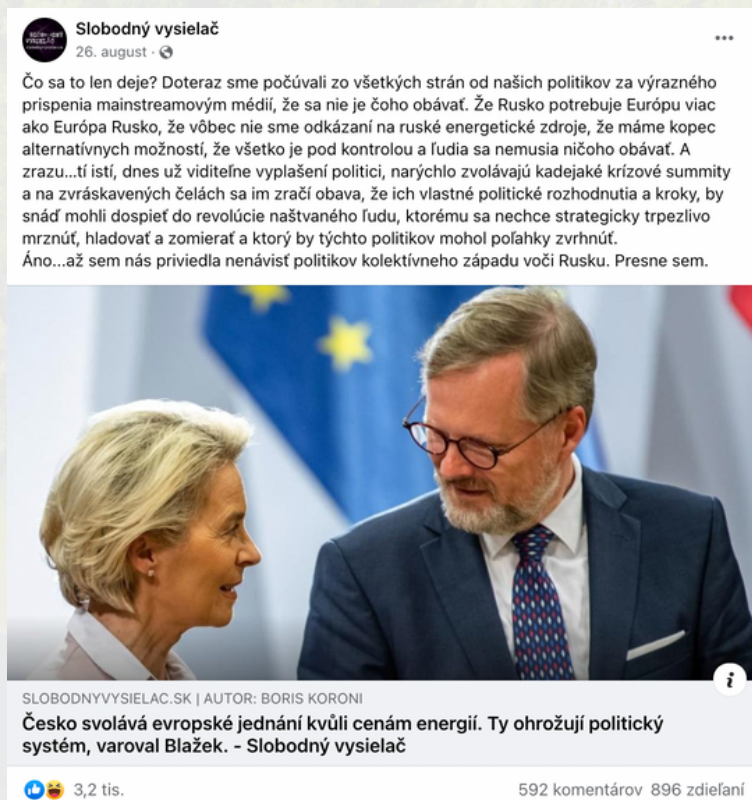 Slobodný vysielač
26. august ·
Čo sa to len deje? Doteraz sme počúvali zo všetkých strán od našich politikov za výrazného
prispenia mainstreamovým médií, že sa nie je čoho obávať. Že Rusko potrebuje Európu viac
ako Európa Rusko, že vôbec nie sme odkázaní na ruské energetické zdroje, že máme kopec
alternatívnych možností, že všetko je pod kontrolou a ľudia sa nemusia ničoho obávať. A
zrazu...tí istí, dnes už viditeľne vyplašení politici, narýchlo zvolávajú kadejaké krízové summity
a na zvráskavených čelách sa im zračí obava, že ich vlastné politické rozhodnutia a kroky, by
snáď mohli dospieť do revolúcie naštvaného ľudu, ktorému sa nechce strategicky trpezlivo
mrznúť, hladovať a zomierať a ktorý by týchto politikov mohol poľahky zvrhnúť.
Áno...až sem nás priviedla nenávisť politikov kolektívneho západu voči Rusku. Presne sem.
SLOBODNYVYSIELAC.SK | AUTOR: BORIS KORONI
Česko svolává evropské jednání kvůli cenám energií. Ty ohrožují politický
systém, varoval Blažek. - Slobodný vysielač
3,2 tis.
592 komentárov 896 zdieľaní